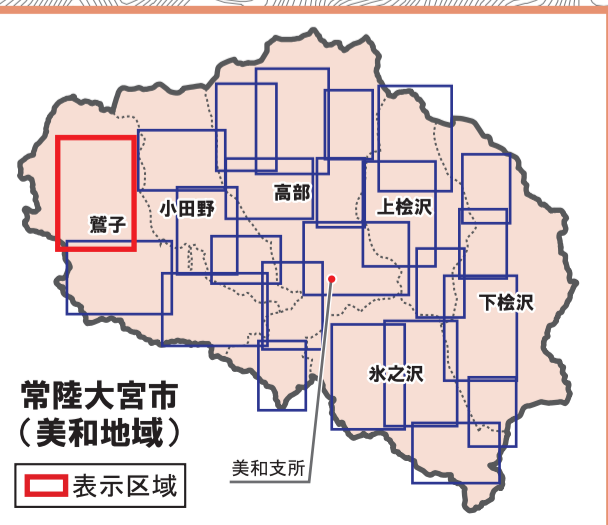 高部
上桧沢
小田野
鷲子
下桧沢
氷之沢
常陸大宮市
（美和地域）
美和支所
表示区域